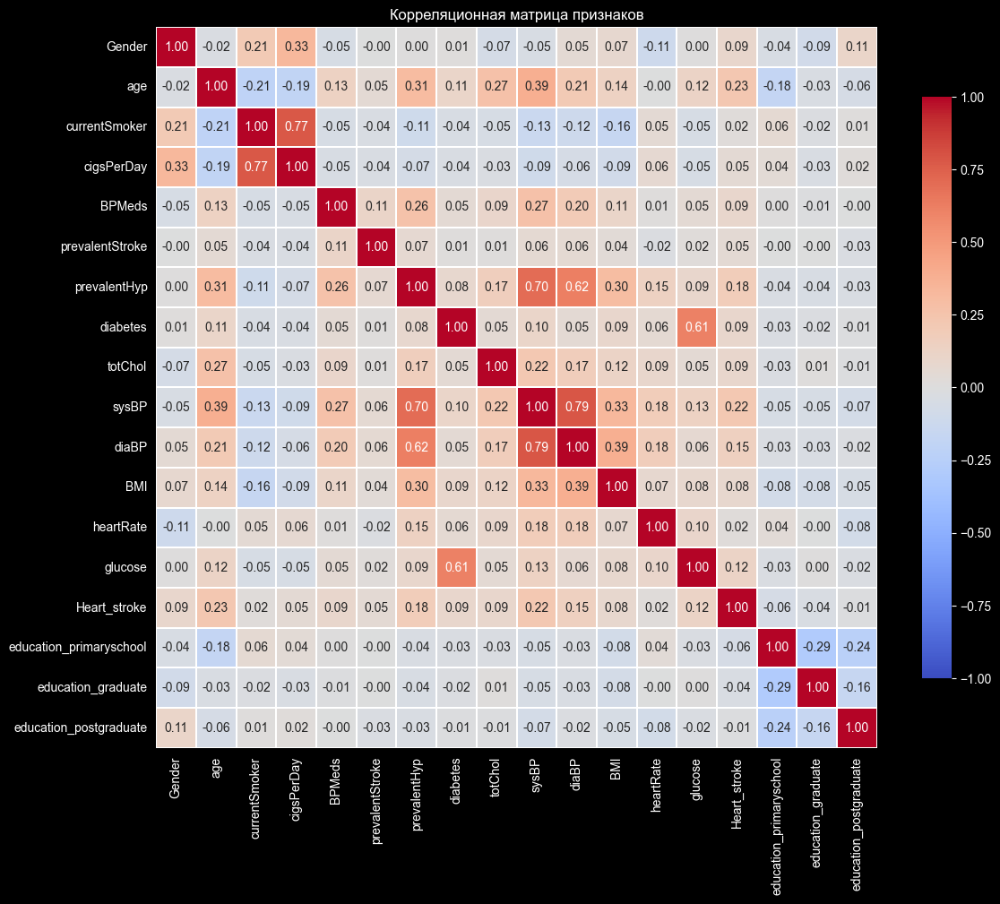 Корреляционная матрица признаков
Gender 1.00 -0.02 0.21 0.33 -0.05 -0.00 0.00 0.01 -0.07 -0.05 0.05 0.07 -0.11 0.00 0.09 -0.04 -0.09 0.11
age -0.02 1.00 -0.21 -0.19 0.13 0.05 0.31 0.11 0.27 0.39 0.21 0.14 -0.00 0.12 0.23 -0.18 -0.03 -0.06
currentSmoker 0.21 -0.21 1.00 0.77 -0.05 -0.04 -0.11 -0.04 -0.05 -0.13 -0.12 -0.16 0.05 -0.05 0.02 0.06 -0.02 0.01
cigsPerDay 0.33 -0.19 0.77 1.00 -0.05 -0.04 -0.07 -0.04 -0.03 -0.09 -0.06 -0.09 0.06 -0.05 0.05 0.04 -0.03 0.02
BPMeds -0.05 0.13 -0.05 -0.05 1.00 0.11 0.26 0.05 0.09 0.27 0.20 0.11 0.01 0.05 0.09 0.00 -0.01 -0.00
prevalentStroke -0.00 0.05 -0.04 -0.04 0.11 1.00 0.07 0.01 0.01 0.06 0.06 0.04 -0.02 0.02 0.05 -0.00 -0.00 -0.03
prevalentHyp 0.00 0.31 -0.11 -0.07 0.26 0.07 1.00 0.08 0.17 0.70 0.62 0.30 0.15 0.09 0.18 -0.04 -0.04 -0.03
diabetes 0.01 0.11 -0.04 -0.04 0.05 0.01 0.08 1.00 0.05 0.10 0.05 0.09 0.06 0.61 0.09 -0.03 -0.02 -0.01
totChol -0.07 0.27 -0.05 -0.03 0.09 0.01 0.17 0.05 1.00 0.22 0.17 0.12 0.09 0.05 0.09 -0.03 0.01 -0.01
sysBP -0.05 0.39 -0.13 -0.09 0.27 0.06 0.70 0.10 0.22 1.00 0.79 0.33 0.18 0.13 0.22 -0.05 -0.05 -0.07
diaBP 0.05 0.21 -0.12 -0.06 0.20 0.06 0.62 0.05 0.17 0.79 1.00 0.39 0.18 0.06 0.15 -0.03 -0.03 -0.02
BMI 0.07 0.14 -0.16 -0.09 0.11 0.04 0.30 0.09 0.12 0.33 0.39 1.00 0.07 0.08 0.08 -0.08 -0.08 -0.05
heartRate -0.11 -0.00 0.05 0.06 0.01 -0.02 0.15 0.06 0.09 0.18 0.18 0.07 1.00 0.10 0.02 0.04 -0.00 -0.08
glucose 0.00 0.12 -0.05 -0.05 0.05 0.02 0.09 0.61 0.05 0.13 0.06 0.08 0.10 1.00 0.12 -0.03 0.00 -0.02
Heart_stroke 0.09 0.23 0.02 0.05 0.09 0.05 0.18 0.09 0.09 0.22 0.15 0.08 0.02 0.12 1.00 -0.06 -0.04 -0.01
education_primaryschool -0.04 -0.18 0.06 0.04 0.00 -0.00 -0.04 -0.03 -0.03 -0.05 -0.03 -0.08 0.04 -0.03 -0.06 1.00 -0.29 -0.24
education_graduate -0.09 -0.03 -0.02 -0.03 -0.01 -0.00 -0.04 -0.02 0.01 -0.05 -0.03 -0.08 -0.00 0.00 -0.04 -0.29 1.00 -0.16
education_postgraduate 0.11 -0.06 0.01 0.02 -0.00 -0.03 -0.03 -0.01 -0.01 -0.07 -0.02 -0.05 -0.08 -0.02 -0.01 -0.24 -0.16 1.00
Gender
age
currentSmoker
cigsPerDay
BPMeds
prevalentStroke
prevalentHyp
diabetes
totChol
sysBP
diaBP
BMI
heartRate
glucose
Heart_stroke
education_primaryschool
education_graduate
education_postgraduate
1.00
0.75
0.50
0.25
0.00
−0.25
−0.50
−0.75
−1.00